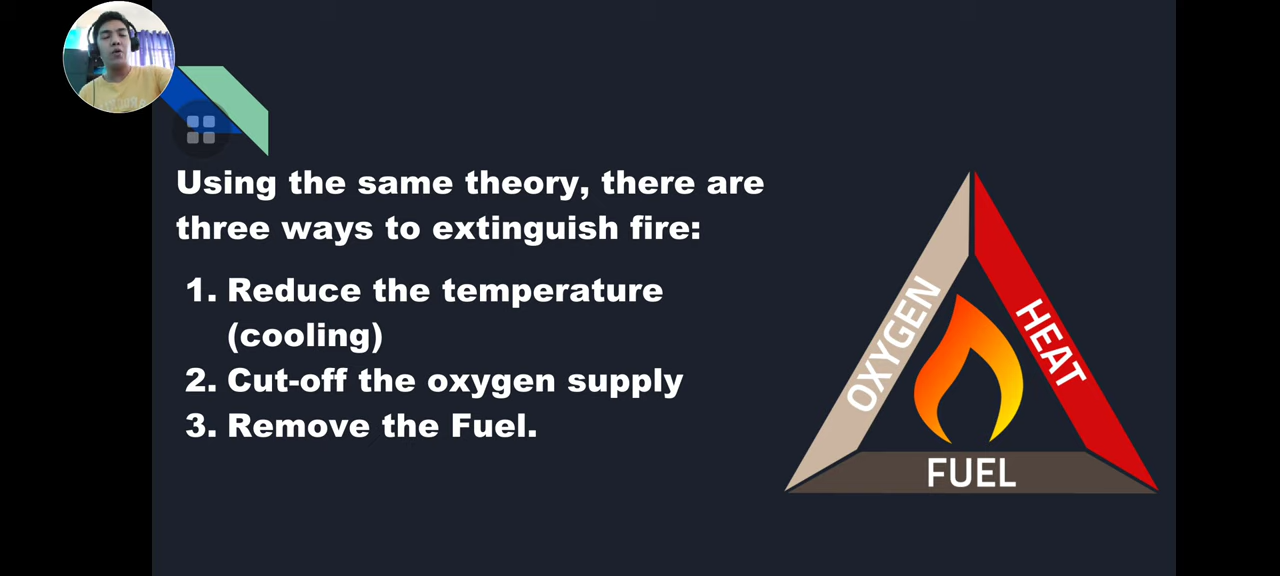 Using the same theory, there are
three ways to extinguish fire:
1. Reduce the temperature
(cooling)
2. Cut-off the oxygen supply
3. Remove the Fuel.
OXYGEN
HEAT
FUEL